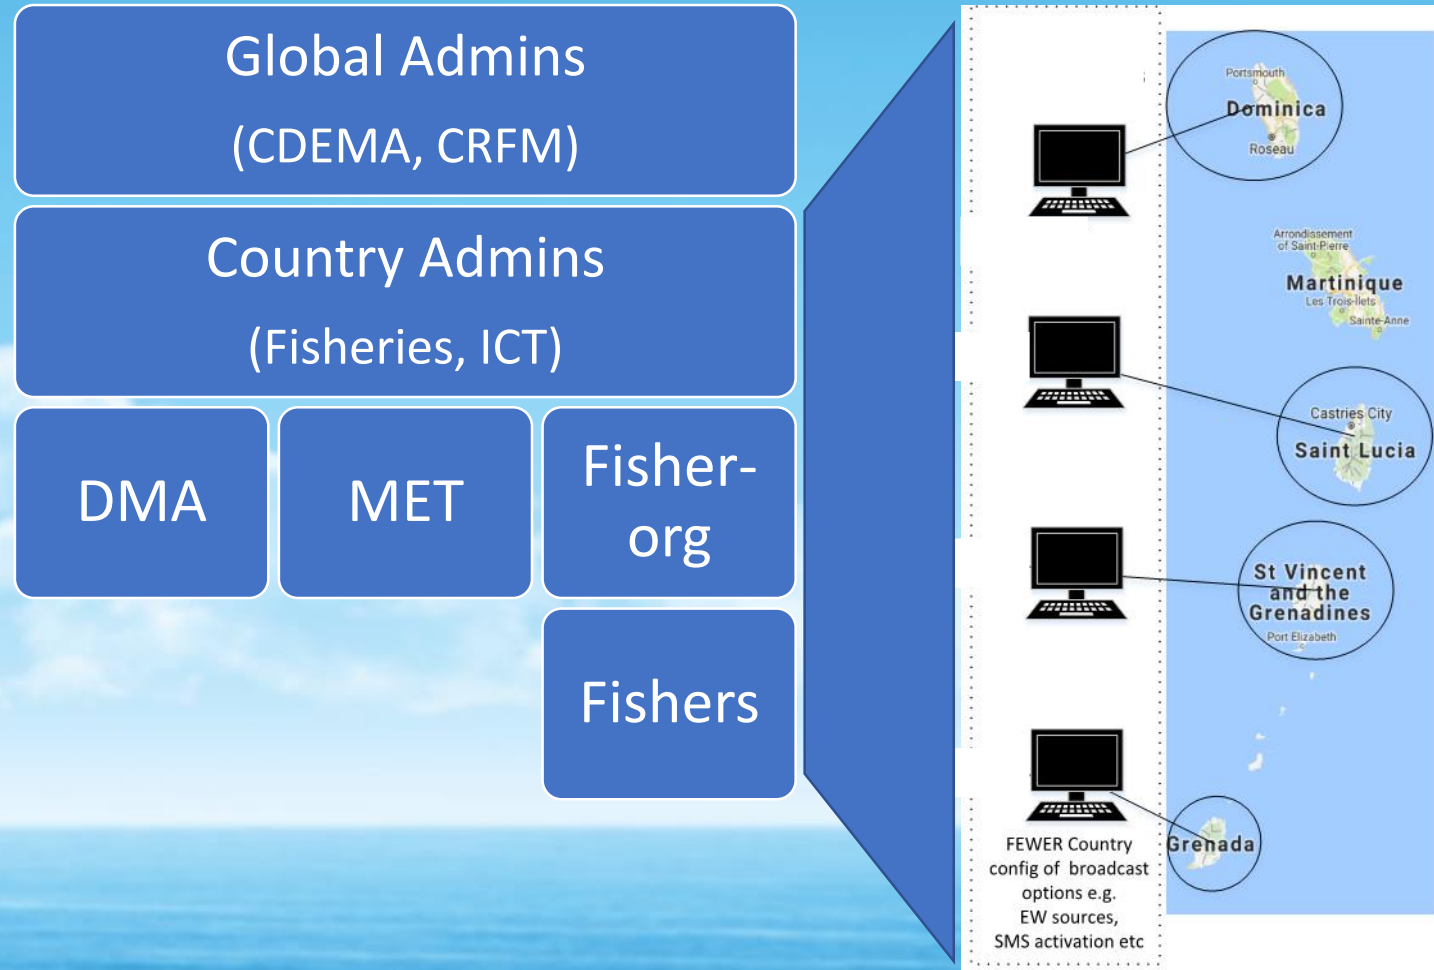 Global Admins
(CDEMA, CRFM)
Country Admins
(Fisheries, ICT)
DMA
MET
Fisher-
org
Fishers
FEWER Country
config of broadcast
options e.g.
EW sources,
SMS activation etc
Portsmouth
Dominica
Roseau
Arrondissement
of Saint-Pierre
Martinique
Les Trois-Îlets
Sainte-Anne
Castries City
Saint Lucia
St Vincent
and the
Grenadines
Port Elizabeth
Grenada